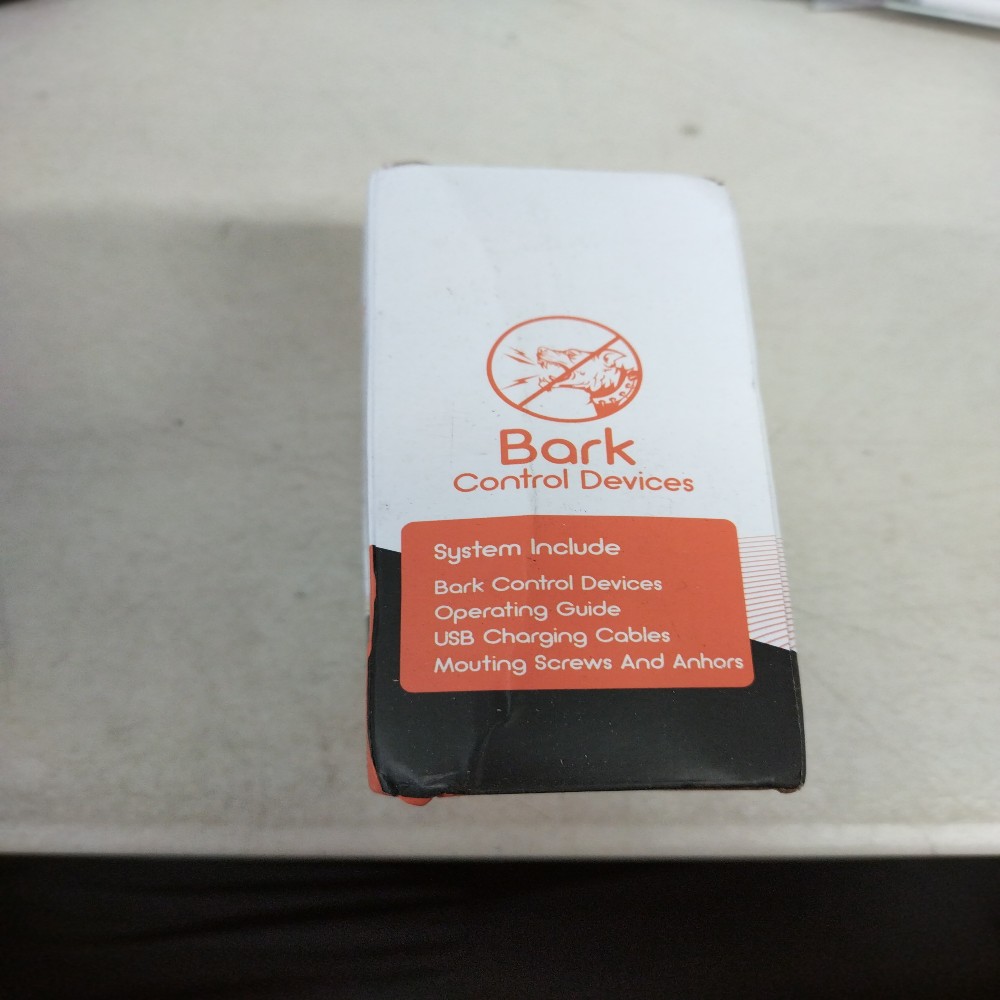 Bark
Control Devices
System Include
Bark Control Devices
Operating Guide
USB Charging Cables
Mouting Screws And Anhors